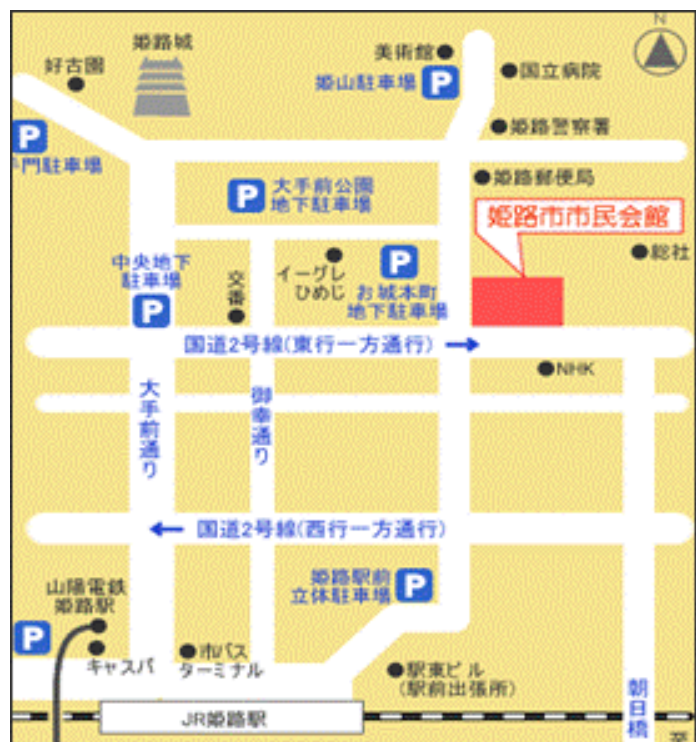 N
姫路城
美術館
好古園
P
姫山駐車場
国立病院
P
門駐車場
姫路警察署
P
大手前公園
地下駐車場
姫路郵便局
姫路市市民会館
総社
中央地下
駐車場
P
交番
イーグレ
ひめじ
P
お城本町
地下駐車場
国道2号線(東行一方通行)
NHK
大手前通り
御幸通り
国道2号線(西行一方通行)
山陽電鉄
姫路駅
P
キャスパ
市バス
ターミナル
姫路駅前
立体駐車場
P
駅東ビル
(駅前出張所)
朝日橋
JR姫路駅
至